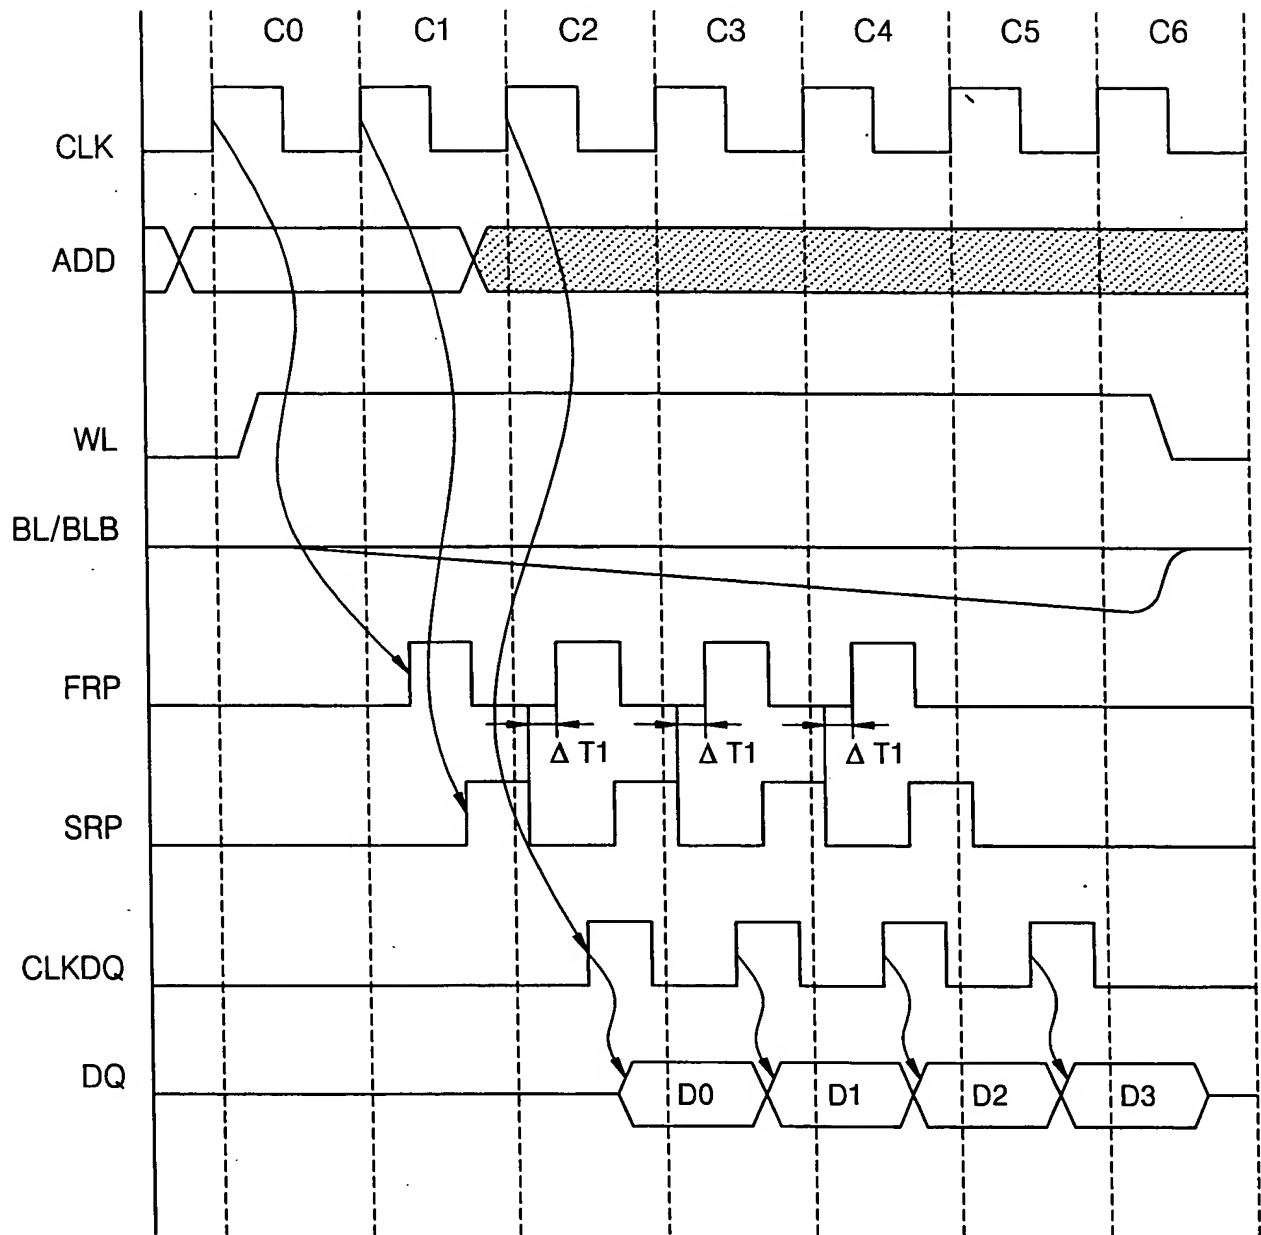 C0 C1 C2 C3 C4 C5 C6
CLK
ADD
WL
BL/BLB
FRP
Δ T1 Δ T1 Δ T1
SRP
CLKDQ
DQ
D0 D1 D2 D3